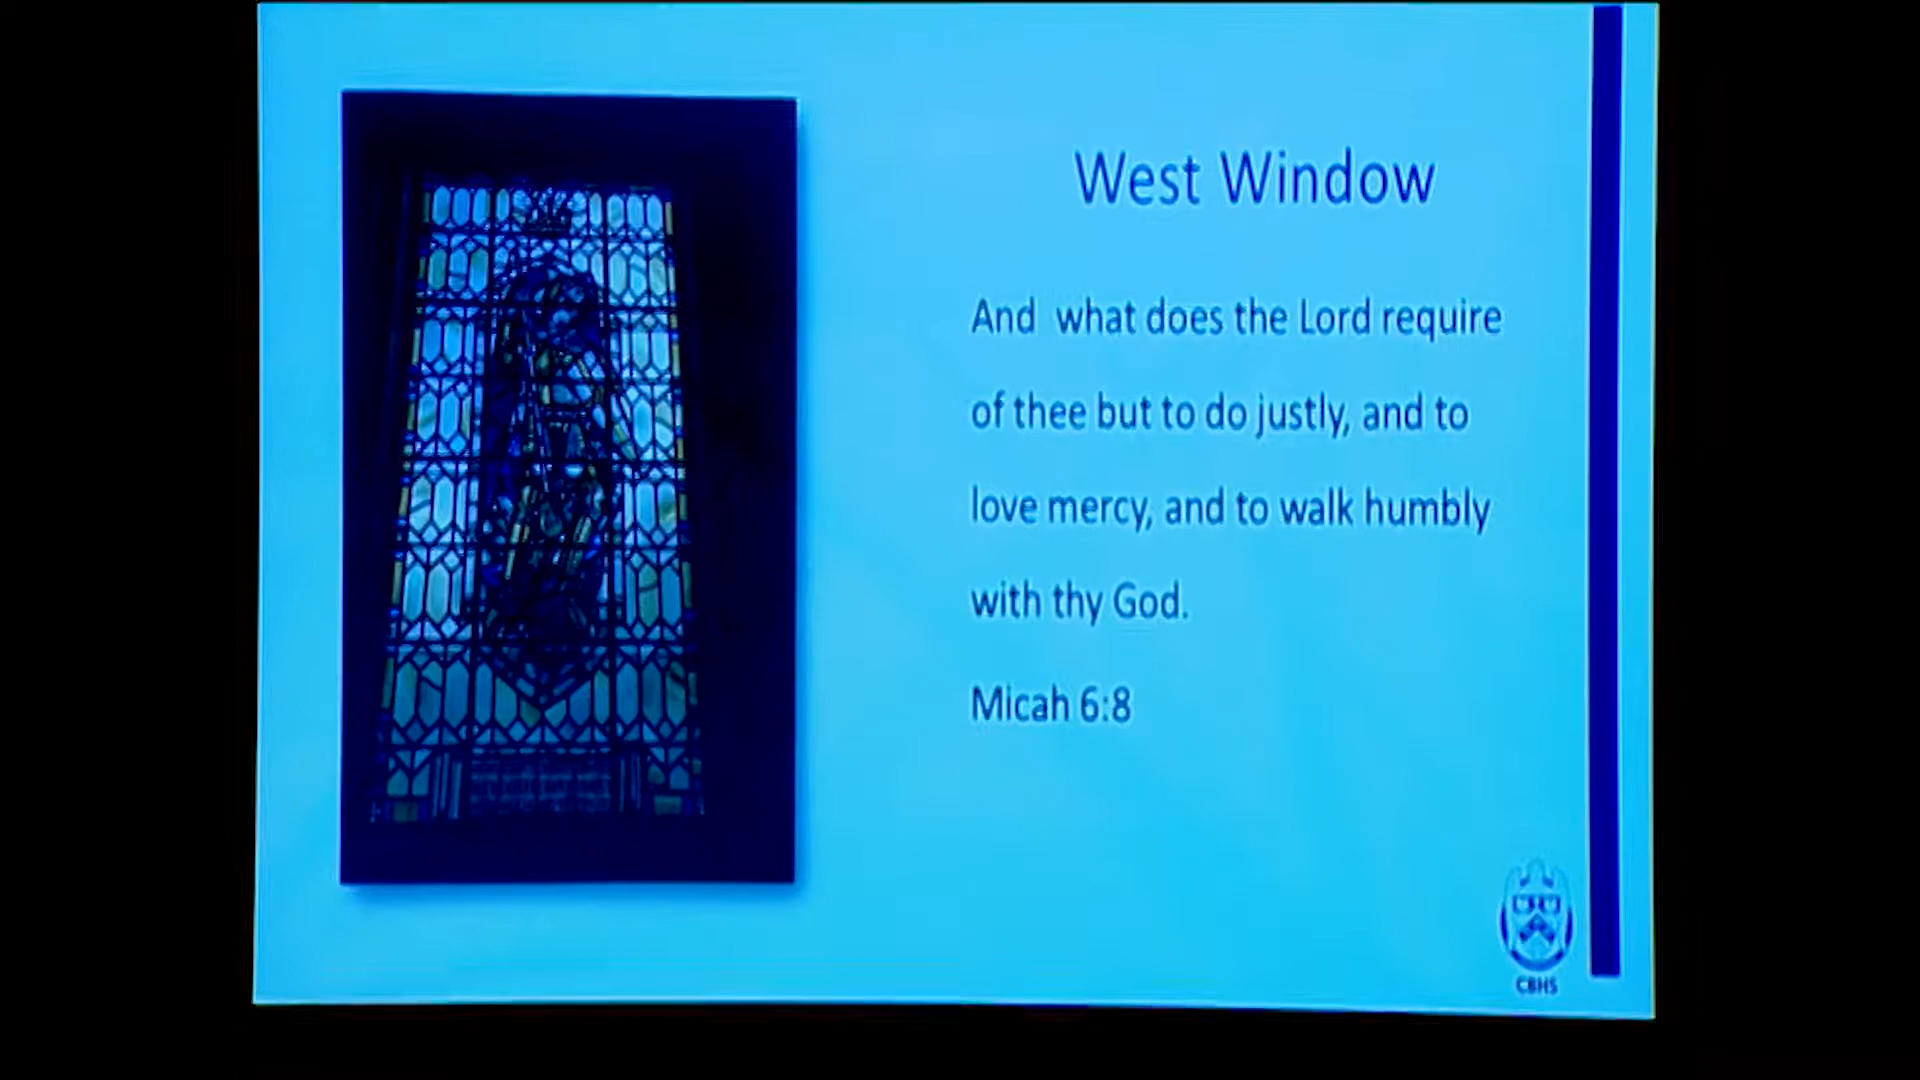 West Window
And what does the Lord require
of thee but to do justly, and to
love mercy, and to walk humbly
with thy God.
Micah 6:8
CBHS